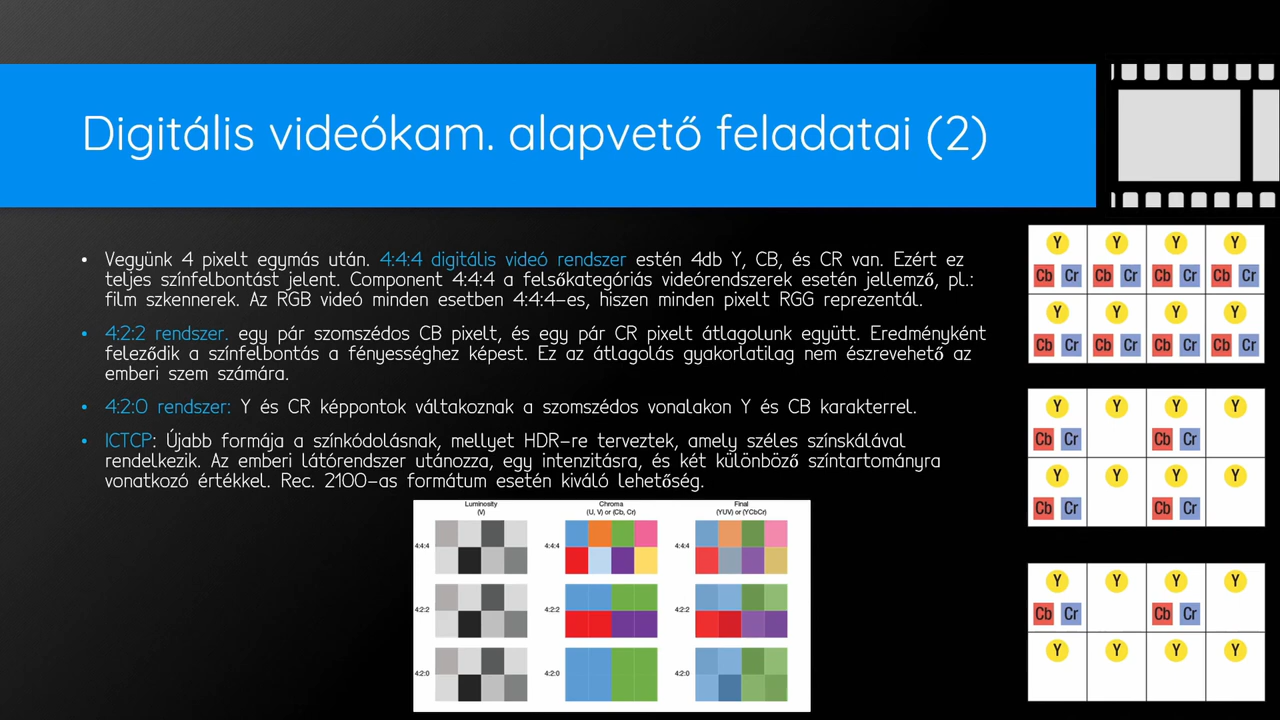 Digitális videókam. alapvető feladatai (2)
• Vegyünk 4 pixelt egymás után. 4:4:4 digitális videó rendszer estén 4db Y, CB, és CR van. Ezért ez
teljes színfelbontást jelent. Component 4:4:4 a felsőkategóriás videórendszerek esetén jellemző, pl.:
film szkennerek. Az RGB videó minden esetben 4:4:4-es, hiszen minden pixelt RGG reprezentál.
• 4:2:2 rendszer. egy pár szomszédos CB pixelt, és egy pár CR pixelt átlagolunk együtt. Eredményként
feleződik a színfelbontás a fényességhez képest. Ez az átlagolás gyakorlatilag nem észrevehető az
emberi szem számára.
• 4:2:0 rendszer: Y és CR képpontok váltakoznak a szomszédos vonalakon Y és CB karakterrel.
• ICTCP: Újabb formája a színkódolásnak, mellyet HDR-re terveztek, amely széles színskálával
rendelkezik. Az emberi látórendszer utánozza, egy intenzitásra, és két különböző színtartományra
vonatkozó értékkel. Rec. 2100-as formátum esetén kiváló lehetőség.
Luminosity Chroma Final
(V) (U, V) or (Cb, Cr) (YUV) or (YCbCr)
4:4:4 4:4:4 4:4:4
4:2:2 4:2:2 4:2:2
4:2:0 4:2:0 4:2:0
Y Y Y Y
Cb Cr Cb Cr Cb Cr Cb Cr
Y Y Y Y
Cb Cr Cb Cr Cb Cr Cb Cr
Y Y Y Y
Cb Cr Cb Cr
Y Y Y Y
Cb Cr Cb Cr
Y Y Y Y
Cb Cr Cb Cr
Y Y Y Y